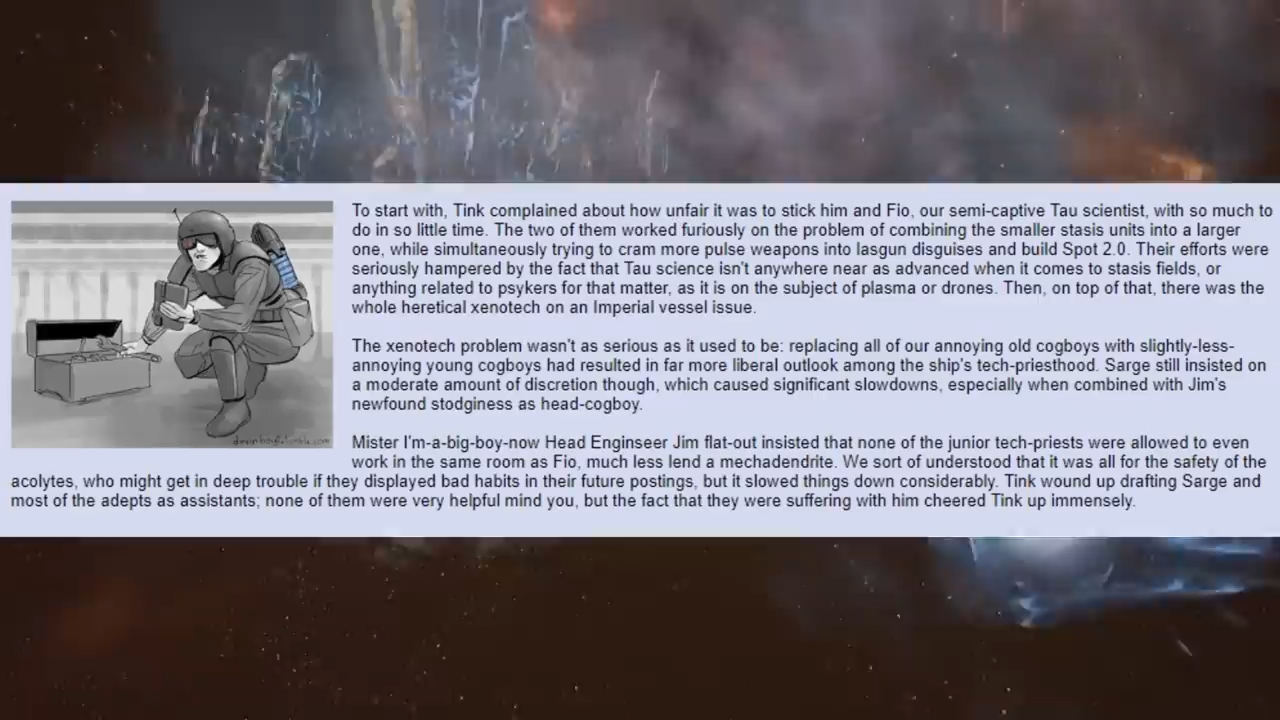 To start with, Tink complained about how unfair it was to stick him and Fio, our semi-captive Tau scientist, with so much to
do in so little time. The two of them worked furiously on the problem of combining the smaller stasis units into a larger
one, while simultaneously trying to cram more pulse weapons into lasgun disguises and build Spot 2.0. Their efforts were
seriously hampered by the fact that Tau science isn't anywhere near as advanced when it comes to stasis fields, or
anything related to psykers for that matter, as it is on the subject of plasma or drones. Then, on top of that, there was the
whole heretical xenotech on an Imperial vessel issue.
The xenotech problem wasn't as serious as it used to be: replacing all of our annoying old cogboys with slightly-less-
annoying young cogboys had resulted in far more liberal outlook among the ship's tech-priesthood. Sarge still insisted on
a moderate amount of discretion though, which caused significant slowdowns, especially when combined with Jim's
newfound stodginess as head-cogboy.
Mister I'm-a-big-boy-now Head Enginseer Jim flat-out insisted that none of the junior tech-priests were allowed to even
work in the same room as Fio, much less lend a mechadendrite. We sort of understood that it was all for the safety of the
acolytes, who might get in deep trouble if they displayed bad habits in their future postings, but it slowed things down considerably. Tink wound up drafting Sarge and
most of the adepts as assistants; none of them were very helpful mind you, but the fact that they were suffering with him cheered Tink up immensely.